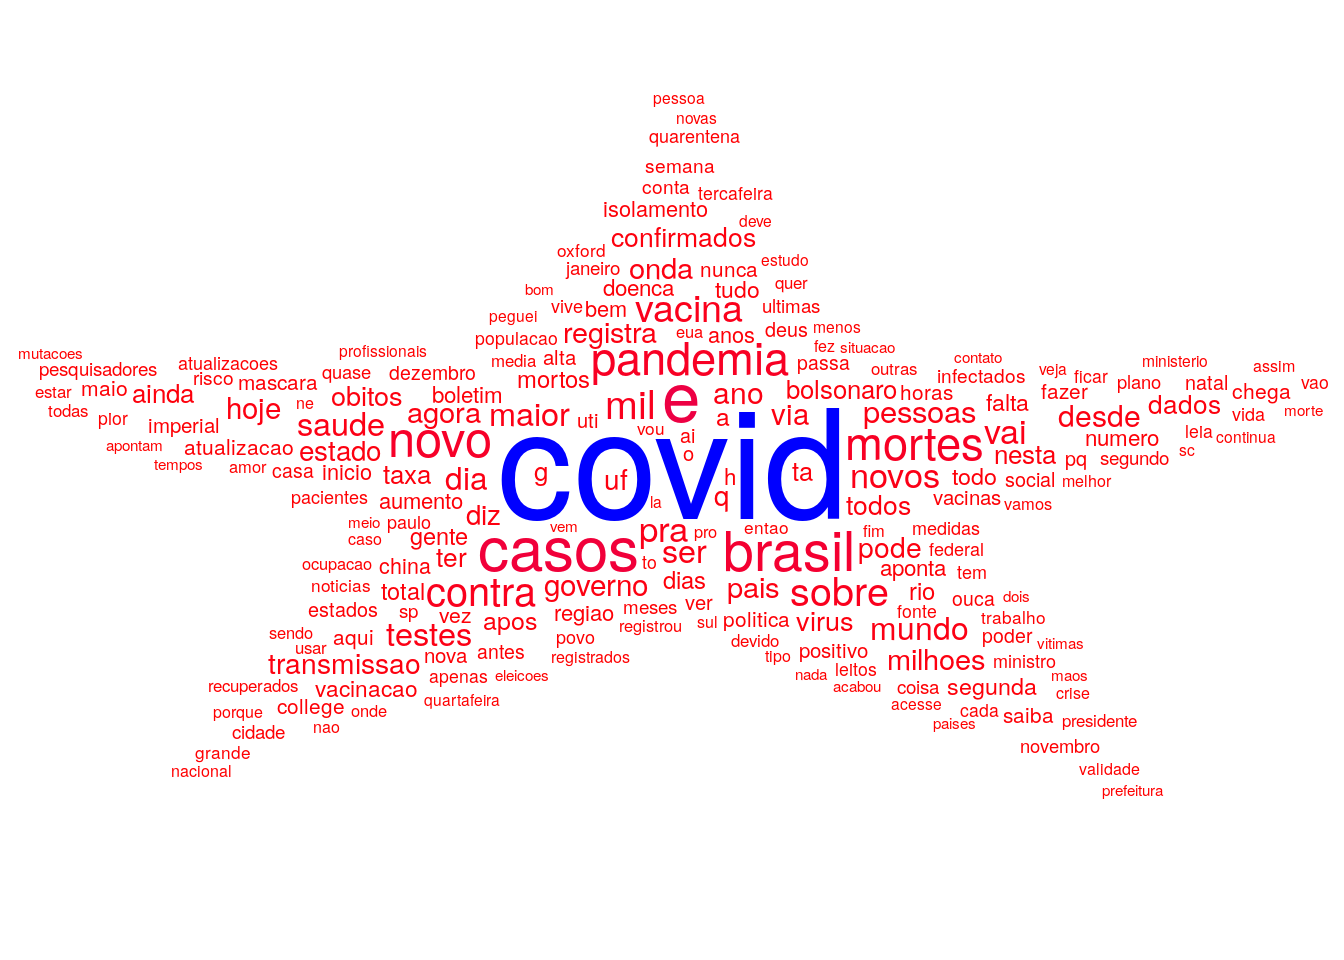 pessoa
novas
quarentena
semana
conta tercafeira
isolamento
deve
confirmados
oxford
estudo
janeiro onda nunca
bom doenca tudo quer
vive bem vacina ultimas
peguei
populacao registra eua anos deus menos
mutacoes profissionais fez situacao
pesquisadores atualizacoes media alta pandemia passa outras contato ministerio
estar maio ainda risco mascara quase dezembro mortos infectados veja ficar plano natal assim
todas obitos boletim mil e ano bolsonaro horas fazer chega vao
pior imperial hoje ne agora maior uti a via pessoas falta desde dados vida morte
apontam saude vou ai vai numero leia continua
tempos atualizacao estado novo o mortes nesta pq segundo sc
amor casa inicio taxa dia g uf covid h ta novos todo social melhor
pacientes aumento la q todos vacinas vamos
meio paulo diz vem pra pro entao fim medidas
caso gente
ocupacao china ter casos to ser brasil pode federal
noticias total contra governo dias pais sobre aponta tem
estados sp vez apos regiao meses ver politica virus rio ouca dois
fonte
sendo aqui testes povo registrou sul devido mundo poder trabalho
usar nova antes registrados tipo positivo vitimas
transmissao apenas eleicoes nada leitos milhoes ministro
recuperados vacinacao acabou coisa segunda maos
porque college onde quartafeira acesse cada saiba crise
cidade nao paises presidente
grande novembro
nacional validade
prefeitura